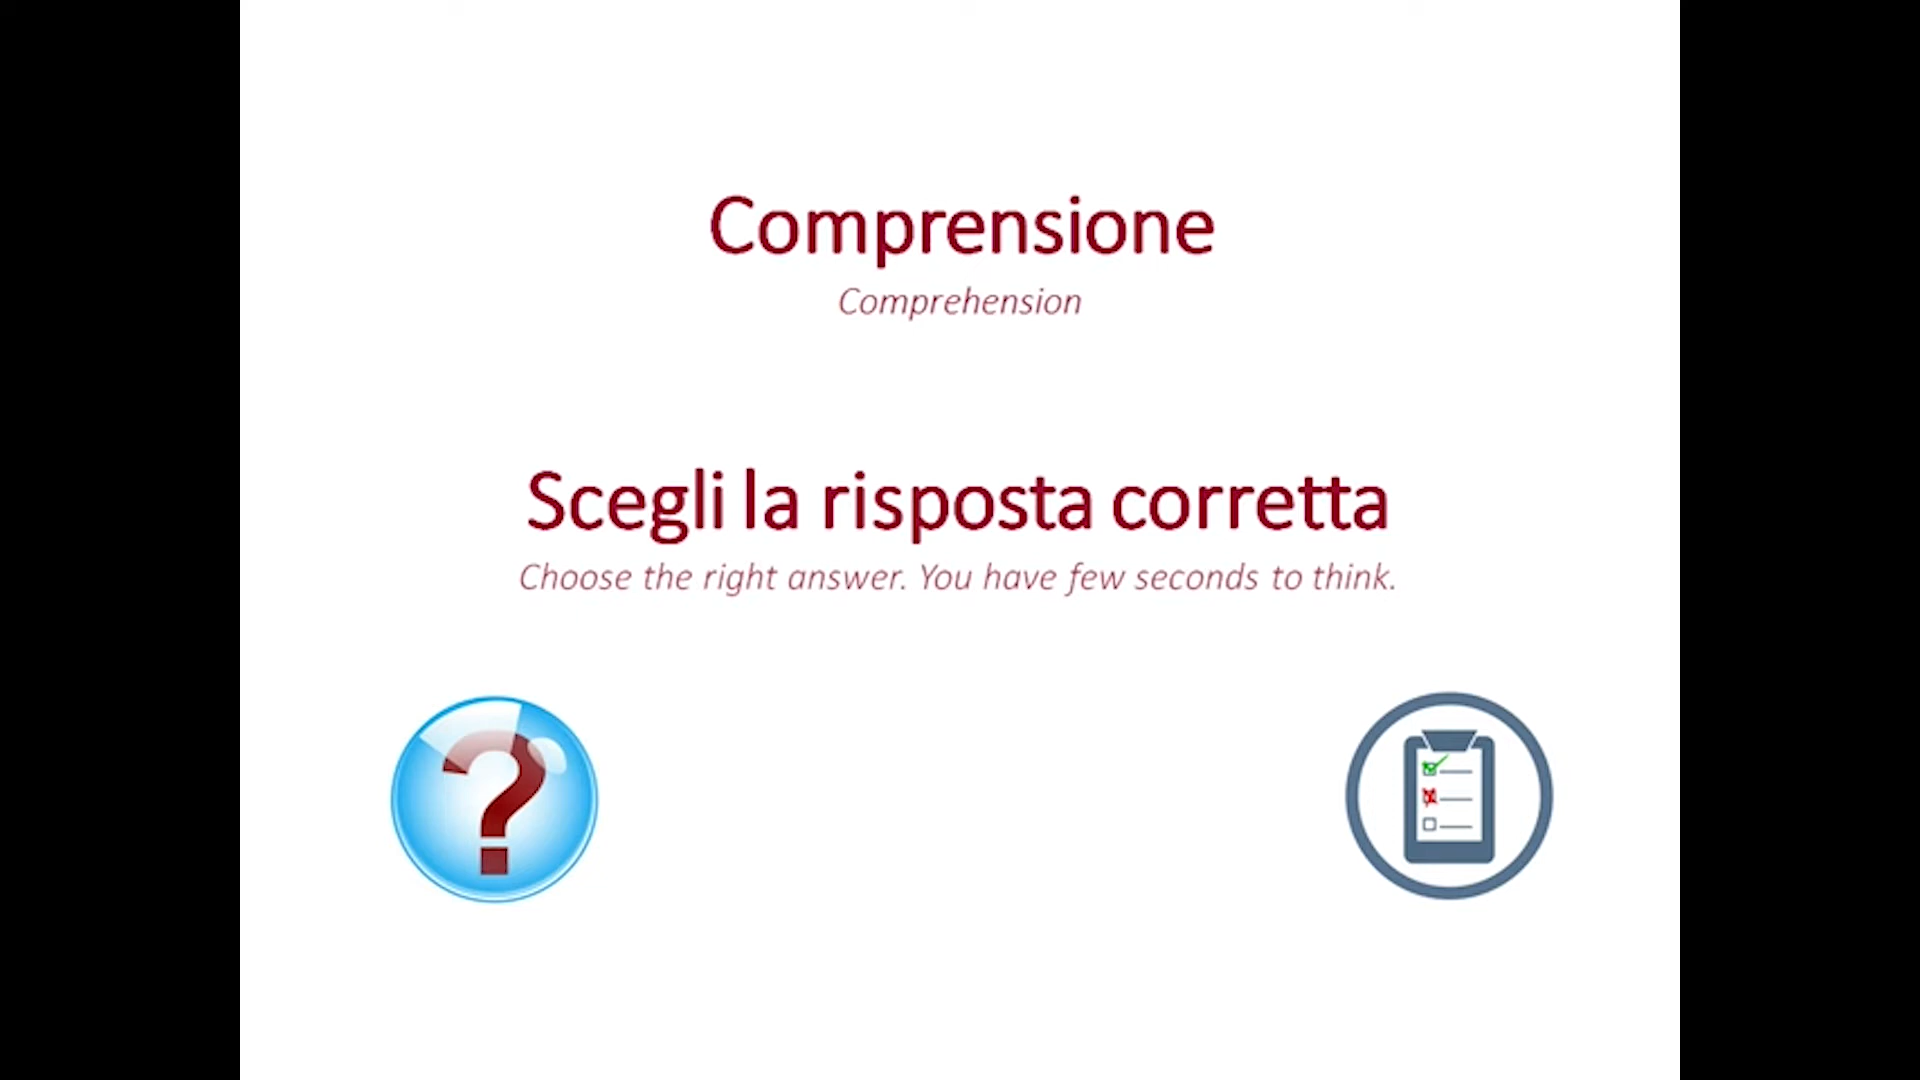 Comprensione
Comprehension
Scegli la risposta corretta
Choose the right answer. You have few seconds to think.
?